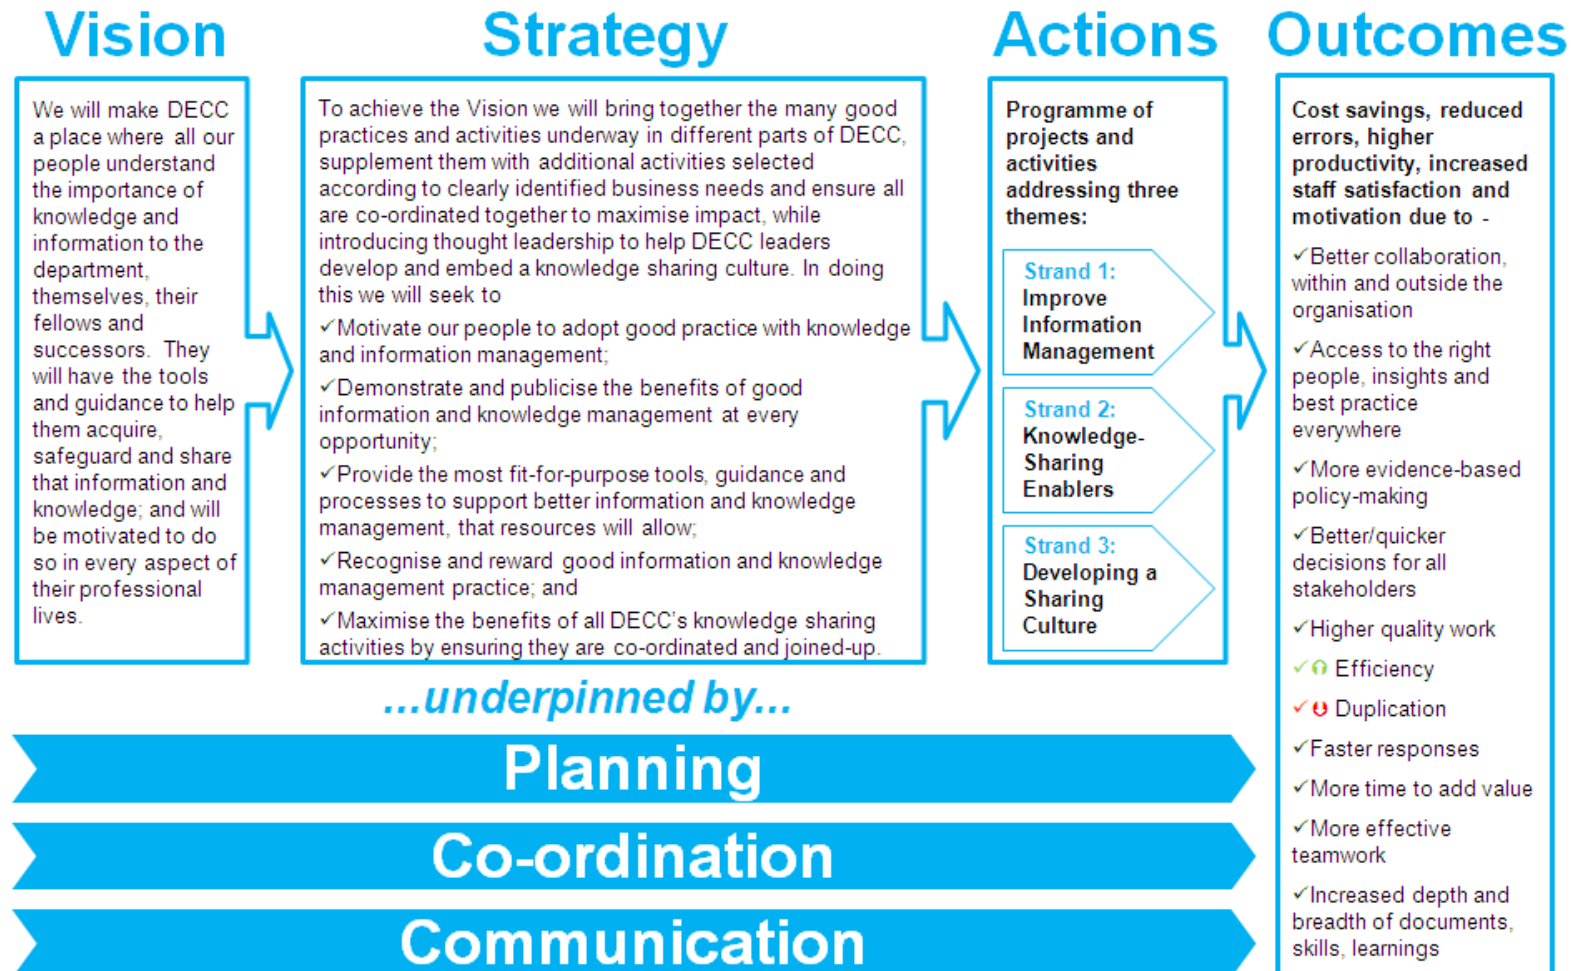 Vision
We will make DECC
a place where all our
people understand
the importance of
knowledge and
information to the
department,
themselves, their
fellows and
successors. They
will have the tools
and guidance to help
them acquire,
safeguard and share
that information and
knowledge; and will
be motivated to do
so in every aspect of
their professional
lives.
Strategy
To achieve the Vision we will bring together the many good
practices and activities underway in different parts of DECC,
supplement them with additional activities selected
according to clearly identified business needs and ensure all
are co-ordinated together to maximise impact, while
introducing thought leadership to help DECC leaders
develop and embed a knowledge sharing culture. In doing
this we will seek to
✓Motivate our people to adopt good practice with knowledge
and information management;
✓Demonstrate and publicise the benefits of good
information and knowledge management at every
opportunity;
✓Provide the most fit-for-purpose tools, guidance and
processes to support better information and knowledge
management, that resources will allow;
✓Recognise and reward good information and knowledge
management practice; and
✓Maximise the benefits of all DECC's knowledge sharing
activities by ensuring they are co-ordinated and joined-up.
Actions
Programme of
projects and
activities
addressing three
themes:
Strand 1:
Improve
Information
Management
Strand 2:
Knowledge-
Sharing
Enablers
Strand 3:
Developing a
Sharing
Culture
Outcomes
Cost savings, reduced
errors, higher
productivity, increased
staff satisfaction and
motivation due to -
✓Better collaboration,
within and outside the
organisation
✓Access to the right
people, insights and
best practice
everywhere
✓More evidence-based
policy-making
✓Better/quicker
decisions for all
stakeholders
✓Higher quality work
✓ Efficiency
✓ Duplication
✓Faster responses
✓More time to add value
✓More effective
teamwork
✓Increased depth and
breadth of documents,
skills, learnings
...underpinned by...
Planning
Co-ordination
Communication